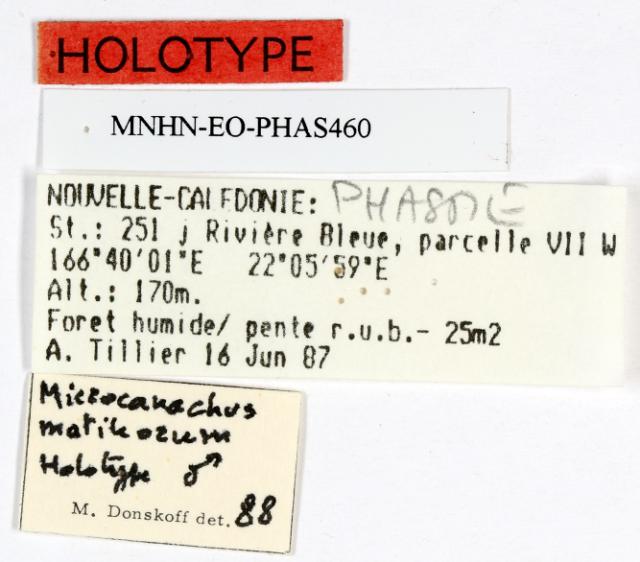 HOLOTYPE
MNHN-EO-PHAS460
NOUVELLE-CALEDONIE: PHASME
St.: 251 j Rivière Bleue, parcelle VII W
166°40'01"E 22°05'59"E
Alt.: 170m.
Foret humide/ pente r.u.b.- 25m2
A. Tillier 16 Jun 87
Microcanachus
matileorum
Holotype ♂
M. Donskoff det. 88